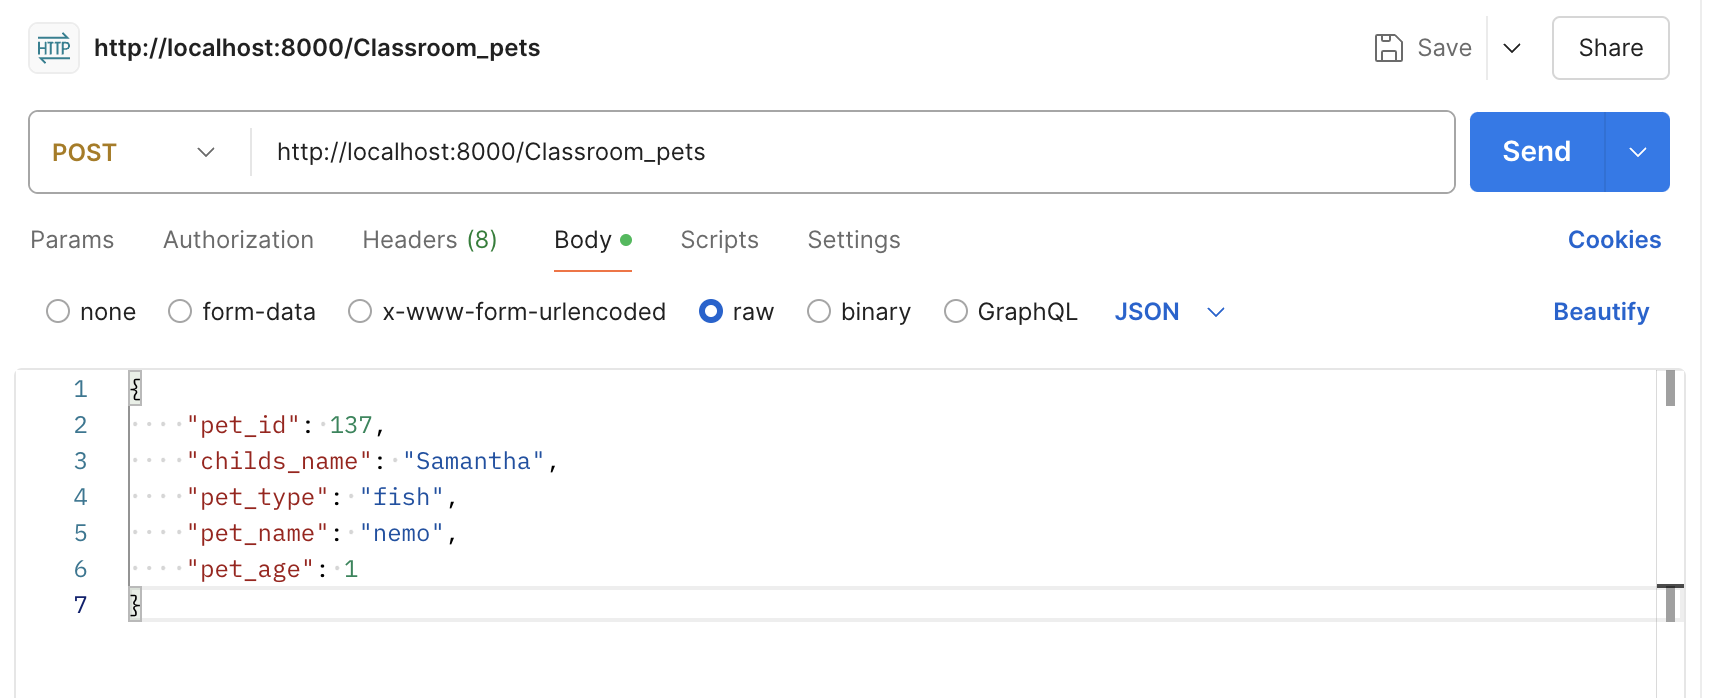 HTTP http://localhost:8000/Classroom_pets Save Share
POST http://localhost:8000/Classroom_pets Send
Params Authorization Headers (8) Body Scripts Settings Cookies
none form-data x-www-form-urlencoded raw binary GraphQL JSON Beautify
1 {
2 "pet_id": 137,
3 "childs_name": "Samantha",
4 "pet_type": "fish",
5 "pet_name": "nemo",
6 "pet_age": 1
7 }